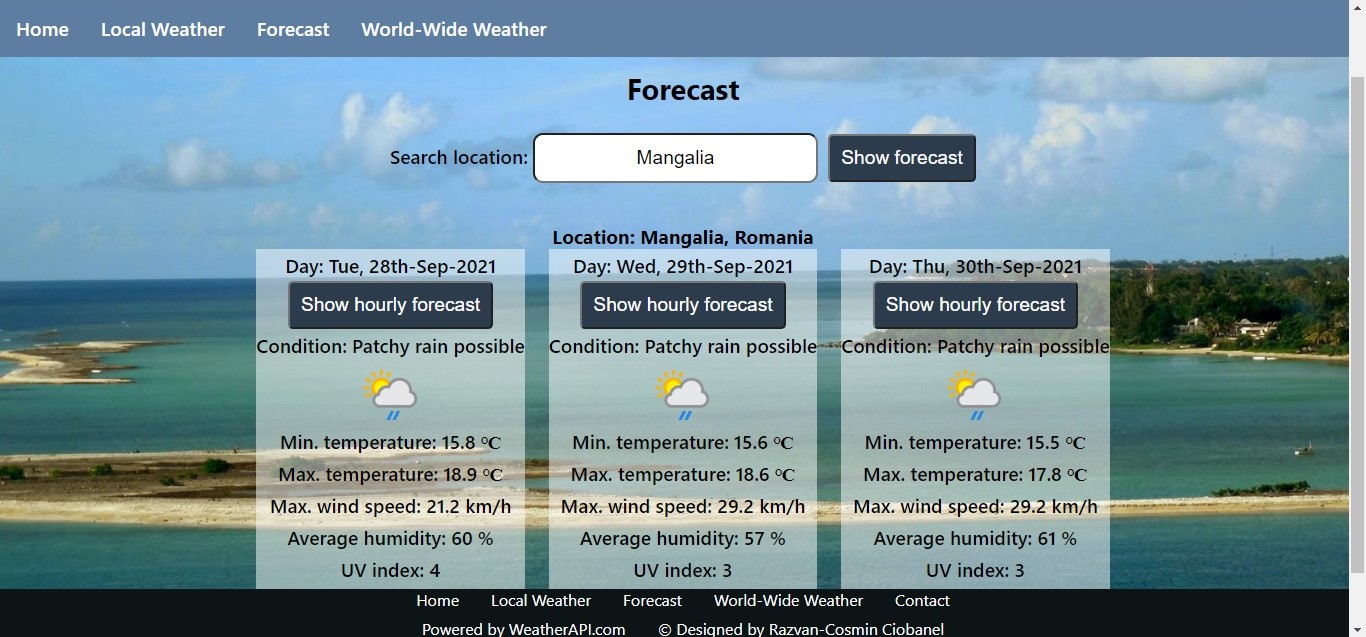 Home Local Weather Forecast World-Wide Weather
Forecast
Search location: Mangalia Show forecast
Location: Mangalia, Romania
Day: Tue, 28th-Sep-2021
Show hourly forecast
Condition: Patchy rain possible
Min. temperature: 15.8 ℃
Max. temperature: 18.9 ℃
Max. wind speed: 21.2 km/h
Average humidity: 60 %
UV index: 4
Day: Wed, 29th-Sep-2021
Show hourly forecast
Condition: Patchy rain possible
Min. temperature: 15.6 ℃
Max. temperature: 18.6 ℃
Max. wind speed: 29.2 km/h
Average humidity: 57 %
UV index: 3
Day: Thu, 30th-Sep-2021
Show hourly forecast
Condition: Patchy rain possible
Min. temperature: 15.5 ℃
Max. temperature: 17.8 ℃
Max. wind speed: 29.2 km/h
Average humidity: 61 %
UV index: 3
Home Local Weather Forecast World-Wide Weather Contact
Powered by WeatherAPI.com © Designed by Razvan-Cosmin Ciobanel